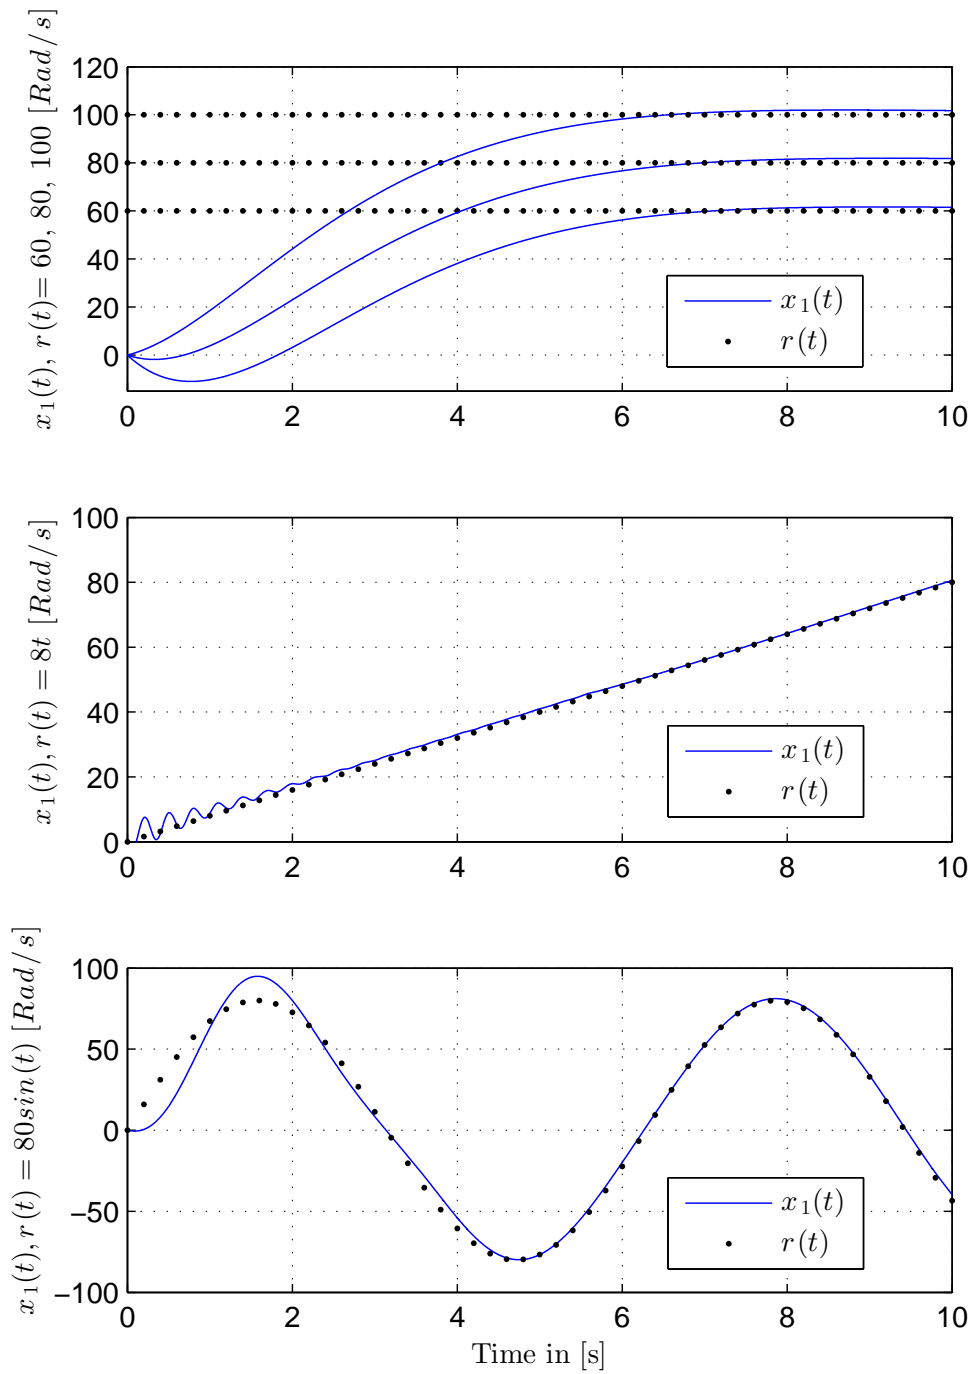 x1(t), r(t)= 60, 80, 100 [Rad/s]
120
100
80
60
40
20
0
0 2 4 6 8 10
x1(t)
r(t)
x1(t), r(t) = 8t [Rad/s]
100
80
60
40
20
0
0 2 4 6 8 10
x1(t)
r(t)
x1(t), r(t) = 80sin(t) [Rad/s]
100
50
0
−50
−100
0 2 4 6 8 10
x1(t)
r(t)
Time in [s]